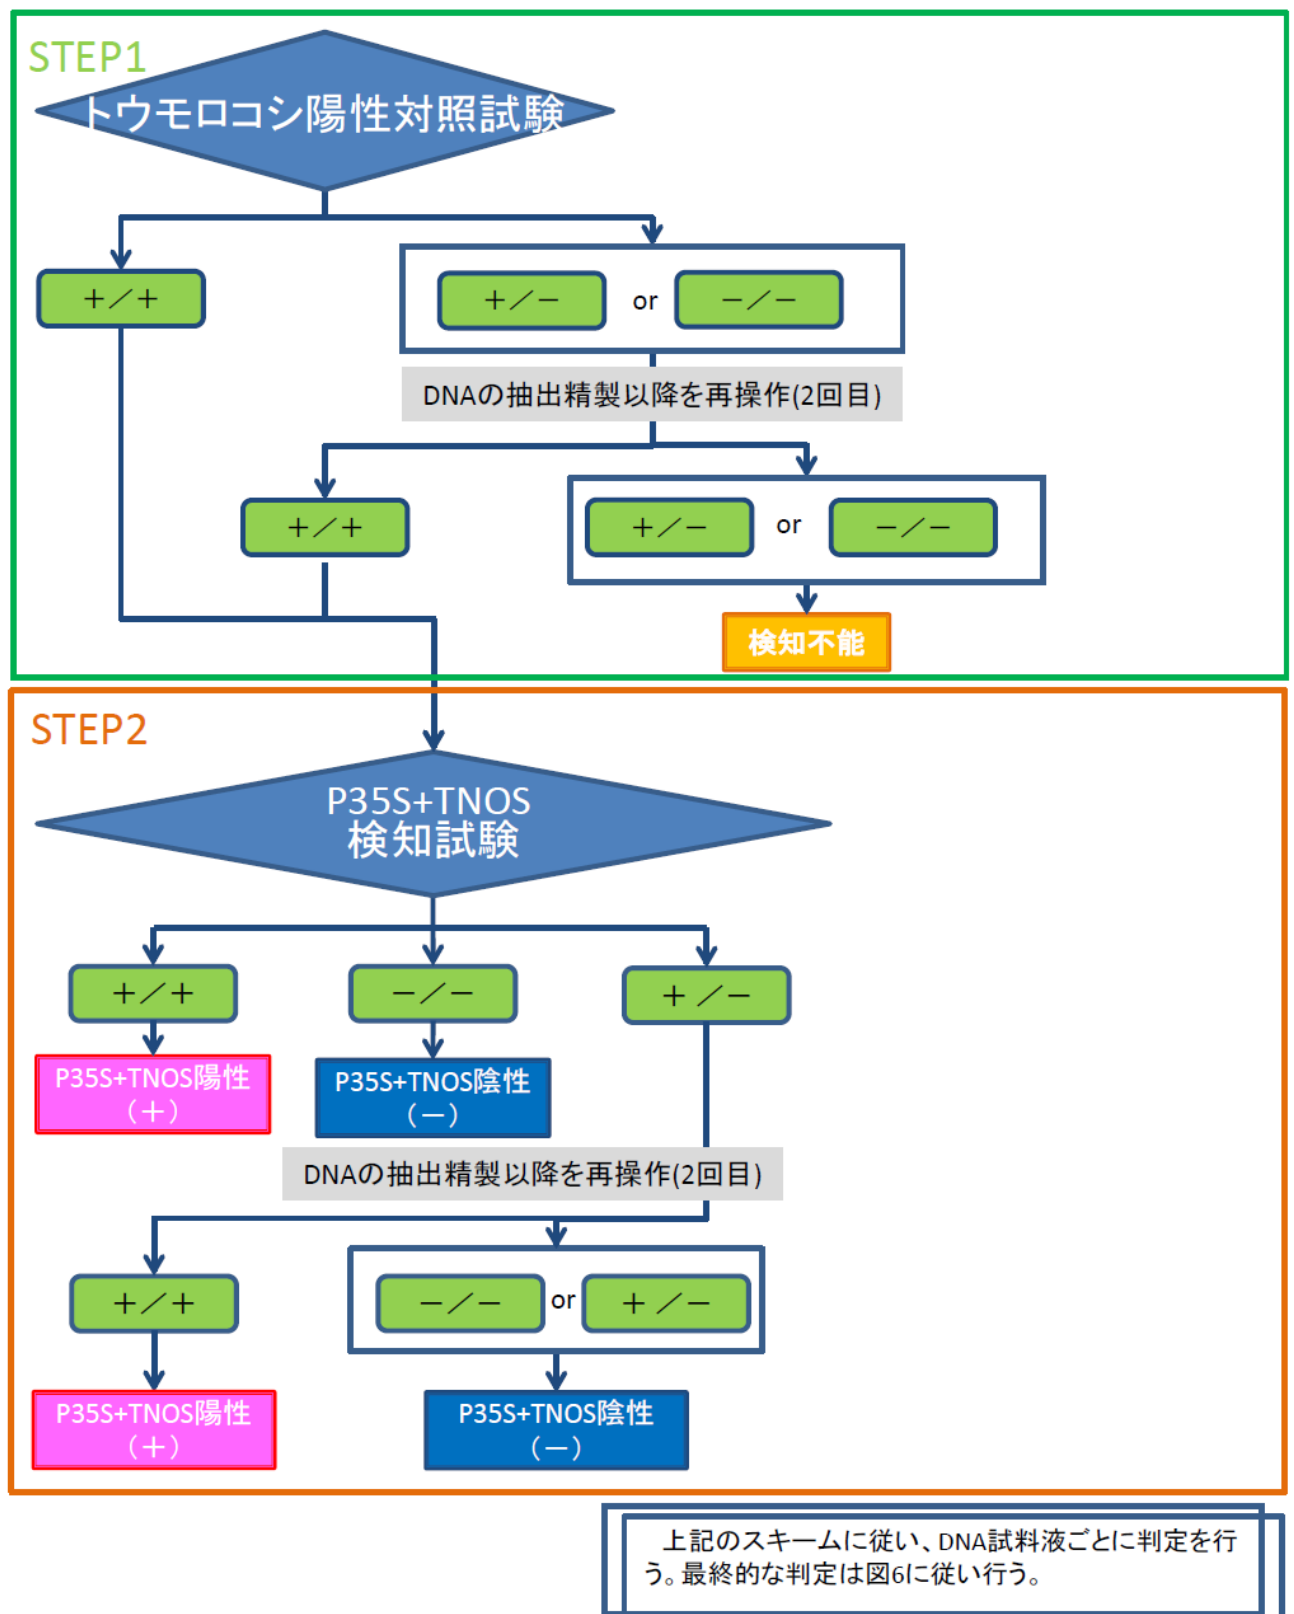 STEP1
トウモロコシ陽性対照試験
＋／＋
＋／－ or －／－
DNAの抽出精製以降を再操作(2回目)
＋／＋
＋／－ or －／－
検知不能
STEP2
P35S+TNOS
検知試験
＋／＋
－／－
＋／－
P35S+TNOS陽性
（＋）
P35S+TNOS陰性
（－）
DNAの抽出精製以降を再操作(2回目)
＋／＋
－／－ or ＋／－
P35S+TNOS陽性
（＋）
P35S+TNOS陰性
（－）
上記のスキームに従い、DNA試料液ごとに判定を行
う。最終的な判定は図6に従い行う。